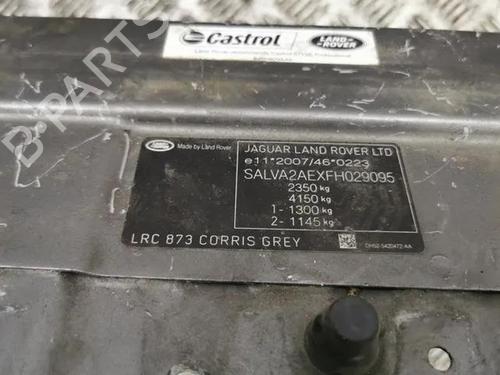 Castrol
LAND ROVER
Made by Land Rover
JAGUAR LAND ROVER LTD
e11*2007/46*0223
SALVA2AEXFH029095
2350 kg
4150 kg
1- 1300 kg
2- 1145 kg
LRC 873 CORRIS GREY